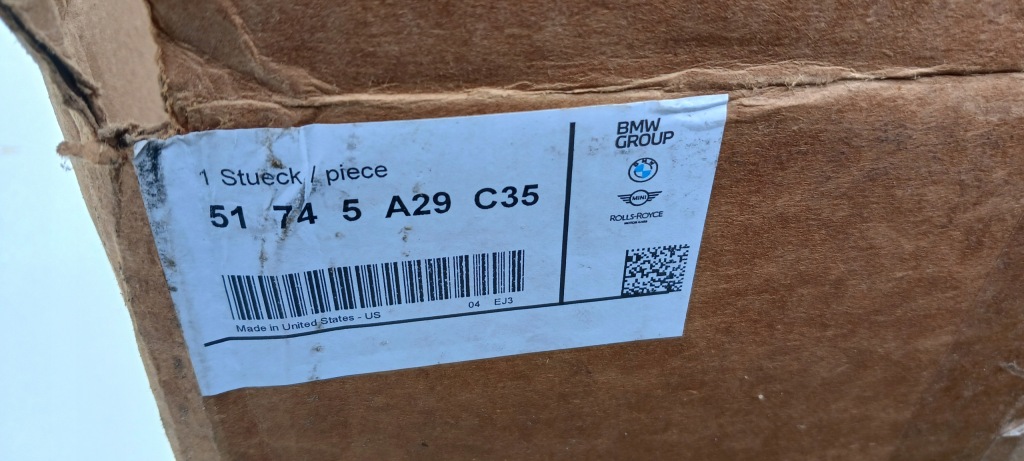 1 Stueck / piece
51 74 5 A29 C35
04 EJ3
Made in United States - US
BMW
GROUP
BMW
MINI
ROLLS-ROYCE